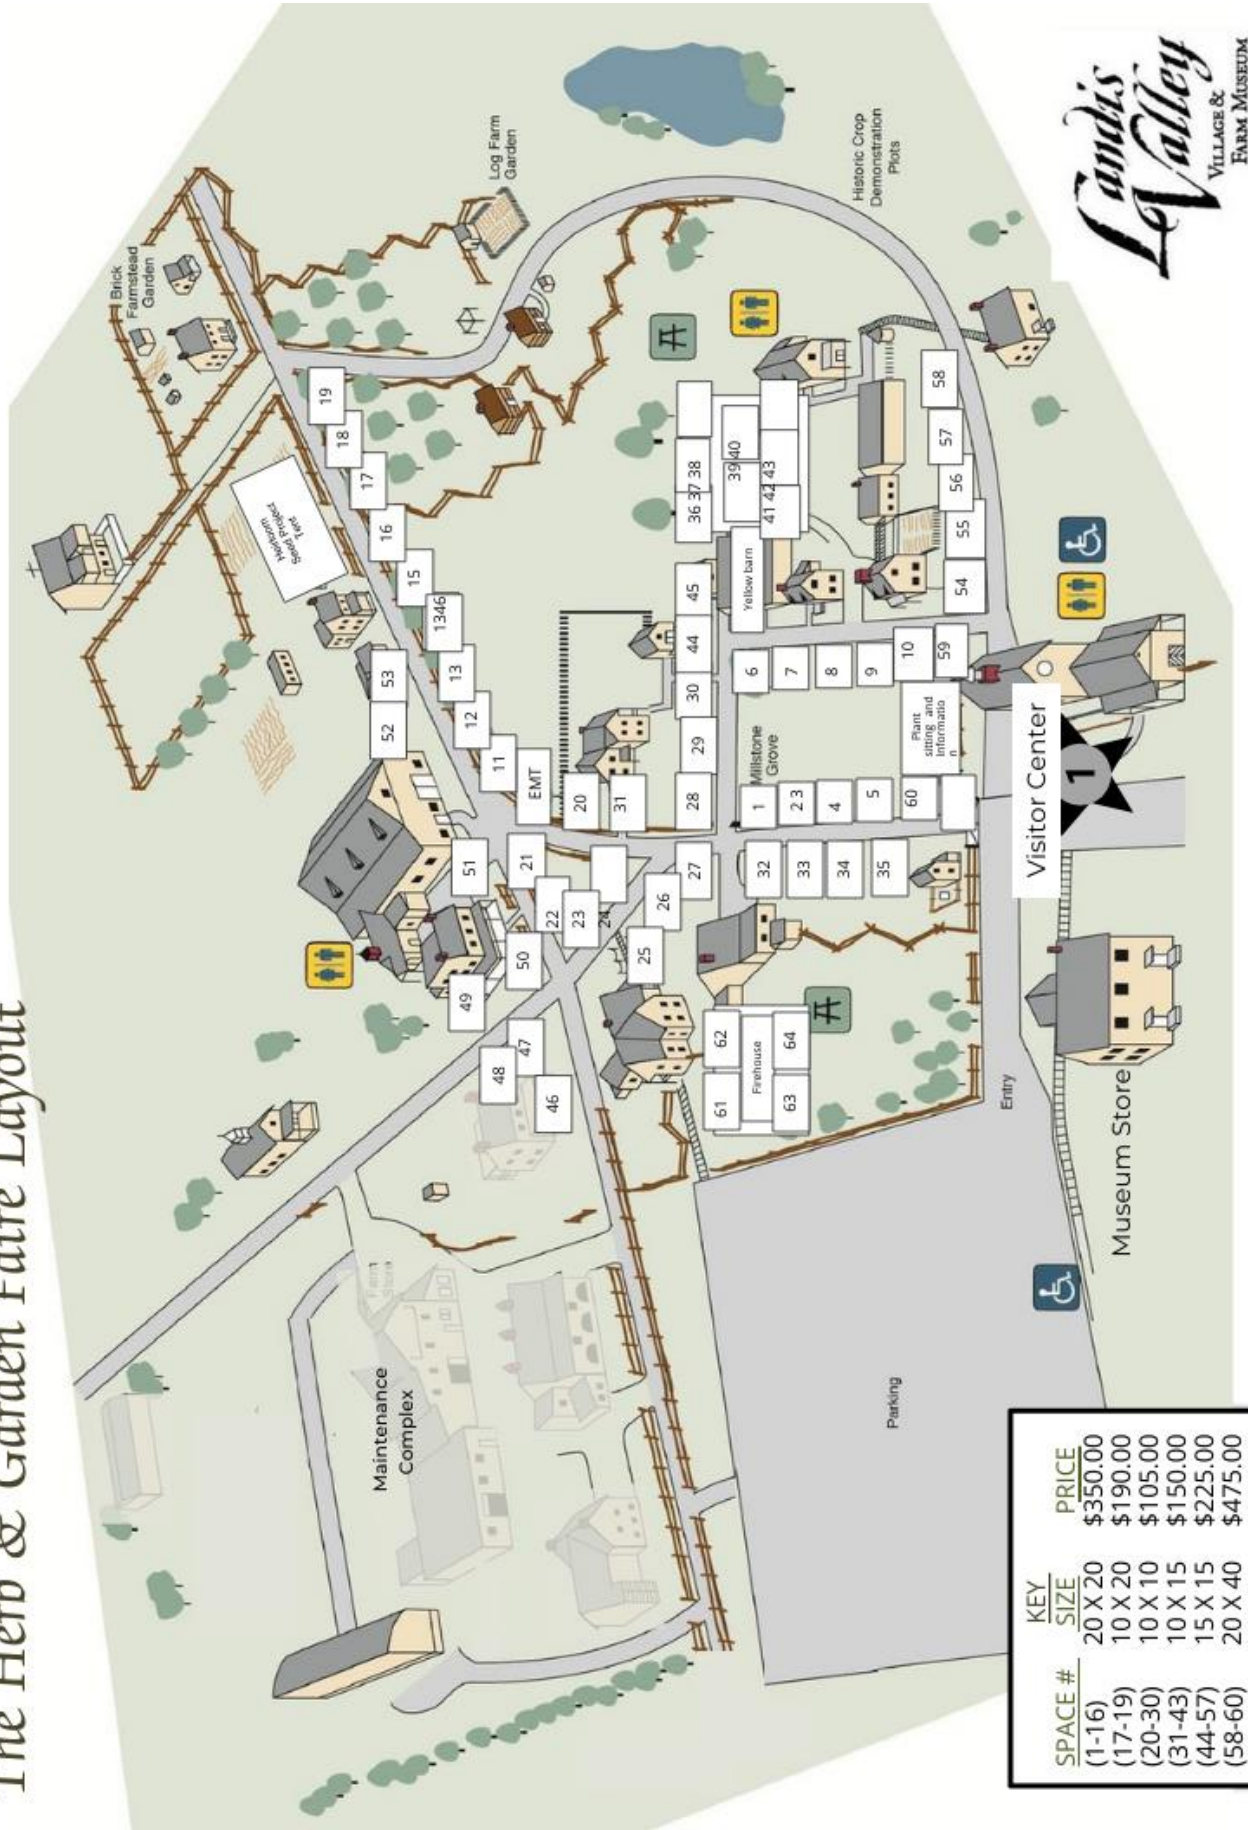 The Herb & Garden Faire Layout
Landis
Valley
VILLAGE &
FARM MUSEUM
Brick
Farmstead
Garden
Log Farm
Garden
Historic Crop
Demonstration
Plots
Heirloom
Seed Project
Tent
19
18
17
16
15
1346
13
12
11
EMT
53
52
51
20
31
21
22
23
24
25
26
27
28
29
30
44
45
36 37 38
39 40
41 42 43
Yellow barn
58
57
56
55
54
59
10
9
8
7
6
Millstone
Grove
Plant
sitting and
informatio
n
1
2 3
4
5
60
32
33
34
35
50
49
48
47
46
62
61
Firehouse
64
63
Visitor Center
1
Entry
Museum Store
Parking
Farm
Store
Maintenance
Complex
KEY
SPACE # SIZE PRICE
(1-16) 20 X 20 $350.00
(17-19) 10 X 20 $190.00
(20-30) 10 X 10 $105.00
(31-43) 10 X 15 $150.00
(44-57) 15 X 15 $225.00
(58-60) 20 X 40 $475.00